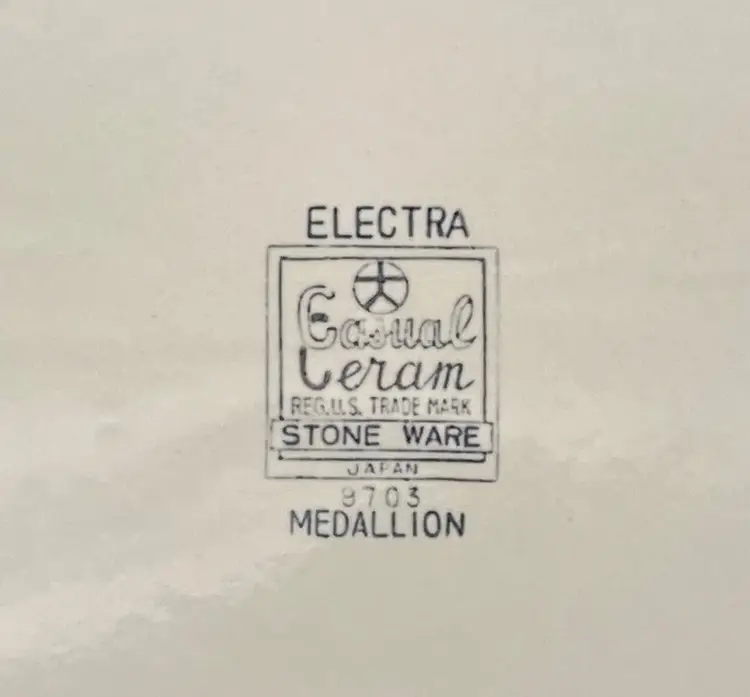 ELECTRA
Casual
Ceram
REG.U.S. TRADE MARK
STONE WARE
JAPAN
9703
MEDALLION